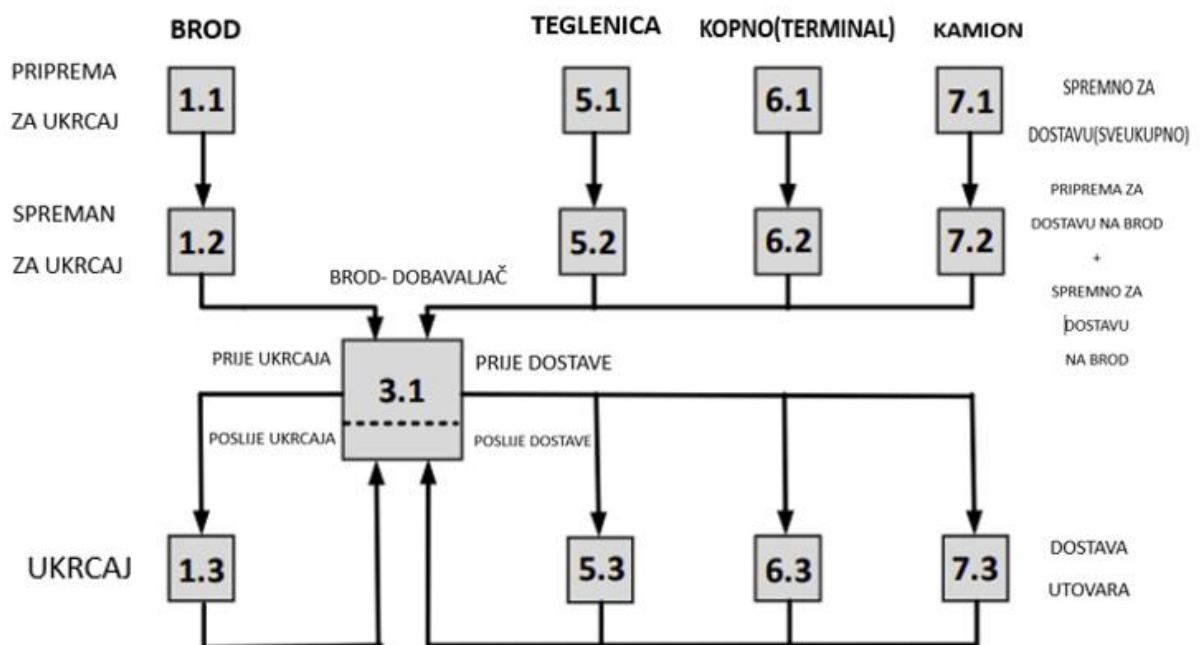 BROD TEGLENICA KOPNO(TERMINAL) KAMION
PRIPREMA
ZA UKRCAJ
1.1 5.1 6.1 7.1
SPREMNO ZA
DOSTAVU(SVEUKUPNO)
SPREMAN
ZA UKRCAJ
1.2 5.2 6.2 7.2
PRIPREMA ZA
DOSTAVU NA BROD
+
SPREMNO ZA
DOSTAVU
NA BROD
BROD- DOBAVALJAČ
PRIJE UKRCAJA
PRIJE DOSTAVE
3.1
POSLIJE UKRCAJA
POSLIJE DOSTAVE
UKRCAJ
1.3 5.3 6.3 7.3
DOSTAVA
UTOVARA